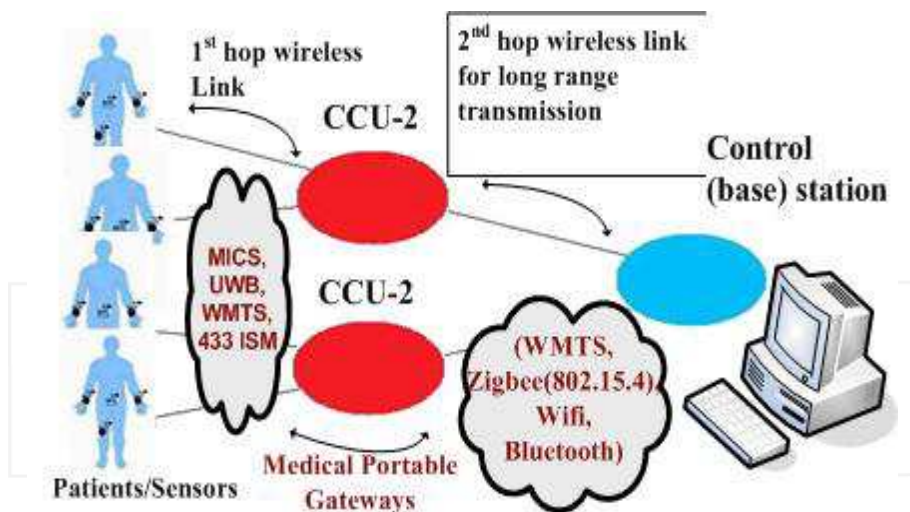 1st hop wireless
Link
2nd hop wireless link
for long range
transmission
CCU-2
Control
(base) station
MICS,
UWB,
WMTS,
433 ISM
CCU-2
(WMTS,
Zigbee(802.15.4),
Wifi,
Bluetooth)
Medical Portable
Gateways
Patients/Sensors